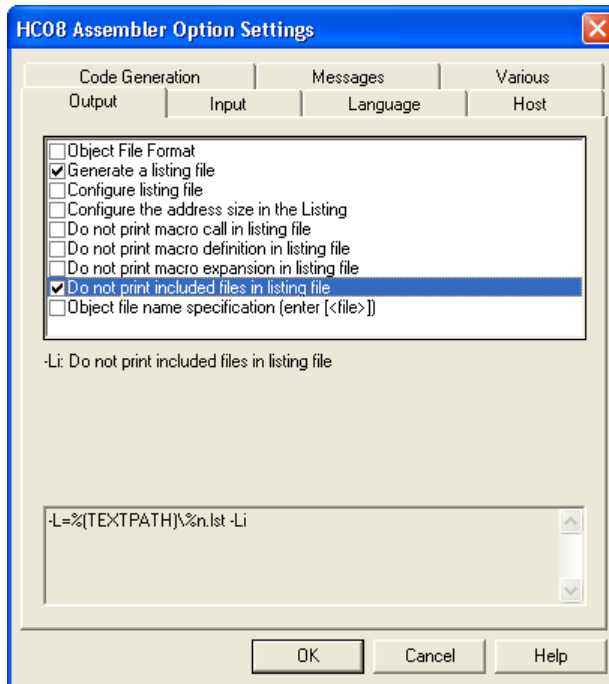 HC08 Assembler Option Settings
Code Generation Messages Various
Output Input Language Host
Object File Format
Generate a listing file
Configure listing file
Configure the address size in the Listing
Do not print macro call in listing file
Do not print macro definition in listing file
Do not print macro expansion in listing file
Do not print included files in listing file
Object file name specification (enter [<file>])
-Li: Do not print included files in listing file
-L=%(TEXTPATH)\%n.lst -Li
OK Cancel Help